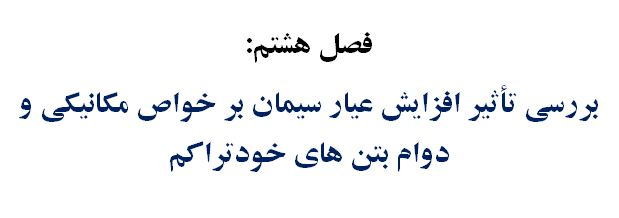 فصل هشتم:
بررسی تأثیر افزایش عیار سیمان بر خواص مکانیکی و
دوام بتن های خودتراکم